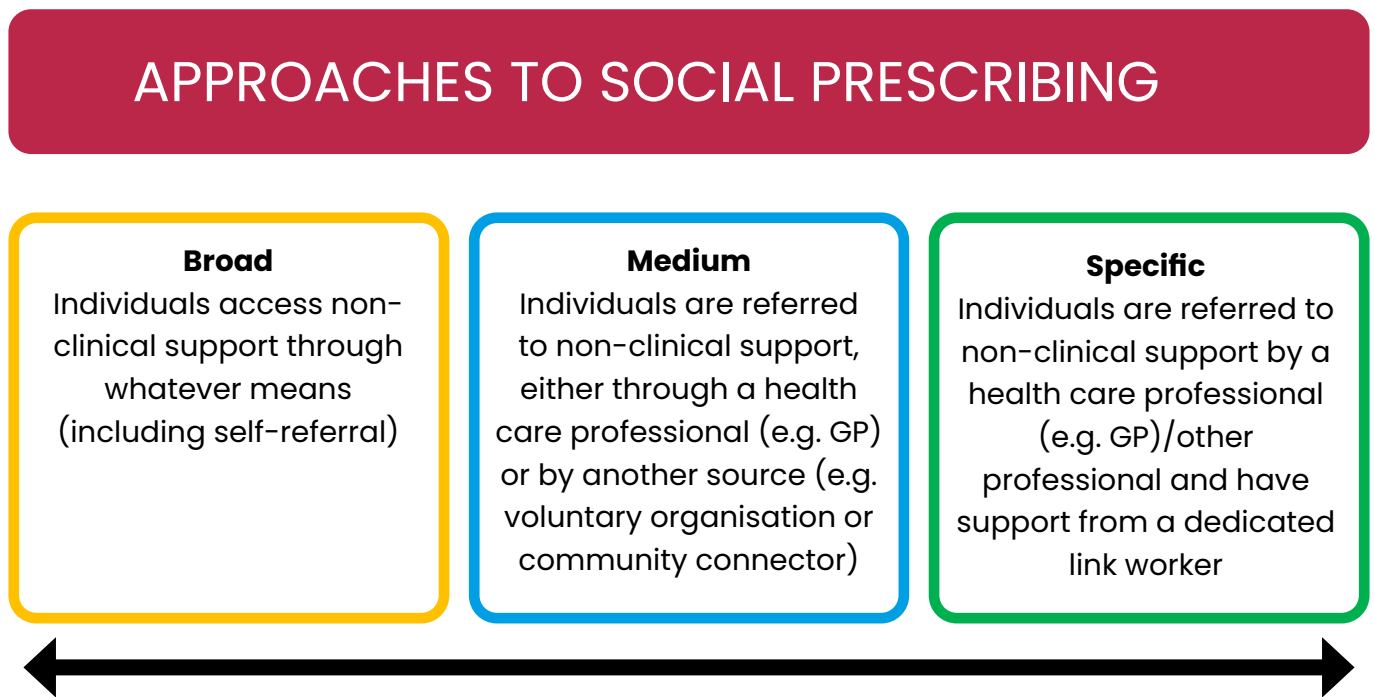 APPROACHES TO SOCIAL PRESCRIBING
Broad
Individuals access non-
clinical support through
whatever means
(including self-referral)
Medium
Individuals are referred
to non-clinical support,
either through a health
care professional (e.g. GP)
or by another source (e.g.
voluntary organisation or
community connector)
Specific
Individuals are referred to
non-clinical support by a
health care professional
(e.g. GP)/other
professional and have
support from a dedicated
link worker